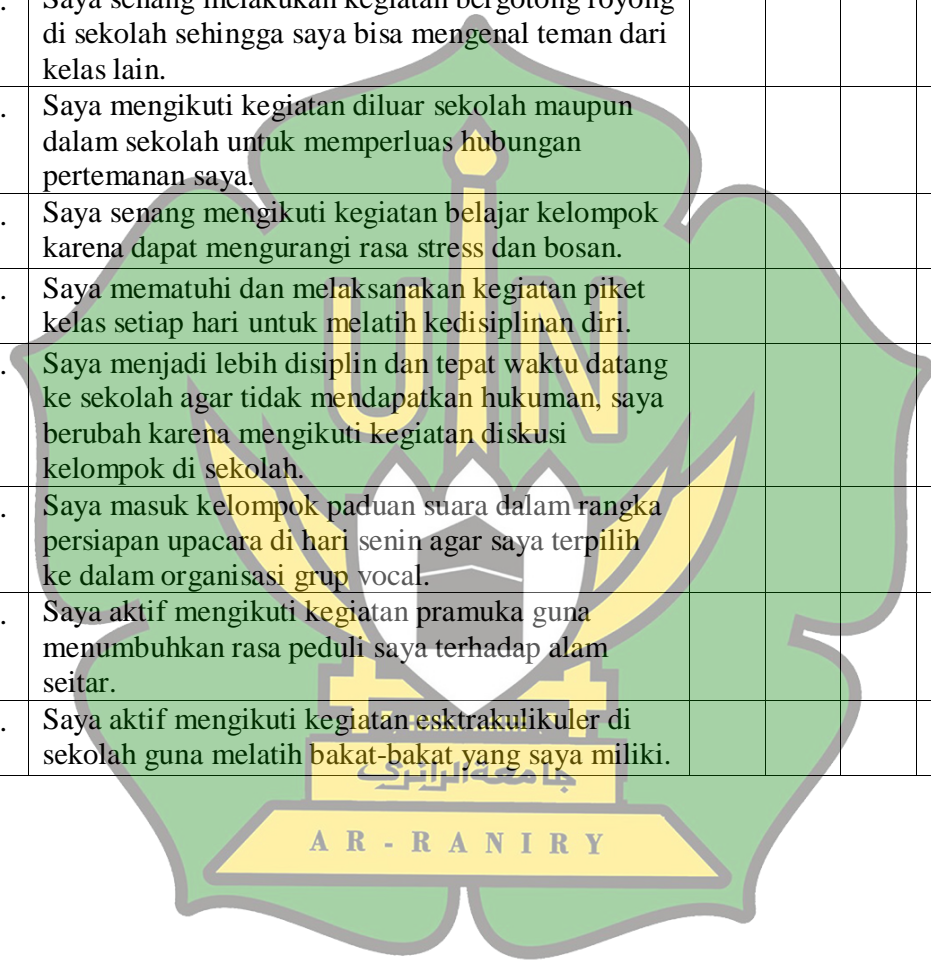 . Saya senang melakukan kegiatan bergotong royong
di sekolah sehingga saya bisa mengenal teman dari
kelas lain.
. Saya mengikuti kegiatan diluar sekolah maupun
dalam sekolah untuk memperluas hubungan
pertemanan saya.
. Saya senang mengikuti kegiatan belajar kelompok
karena dapat mengurangi rasa stress dan bosan.
. Saya mematuhi dan melaksanakan kegiatan piket
kelas setiap hari untuk melatih kedisiplinan diri.
. Saya menjadi lebih disiplin dan tepat waktu datang
ke sekolah agar tidak mendapatkan hukuman, saya
berubah karena mengikuti kegiatan diskusi
kelompok di sekolah.
. Saya masuk kelompok paduan suara dalam rangka
persiapan upacara di hari senin agar saya terpilih
ke dalam organisasi grup vocal.
. Saya aktif mengikuti kegiatan pramuka guna
menumbuhkan rasa peduli saya terhadap alam
seitar.
. Saya aktif mengikuti kegiatan esktrakulikuler di
sekolah guna melatih bakat-bakat yang saya miliki.
UIN
جامعة الرانري
AR-RANIRY